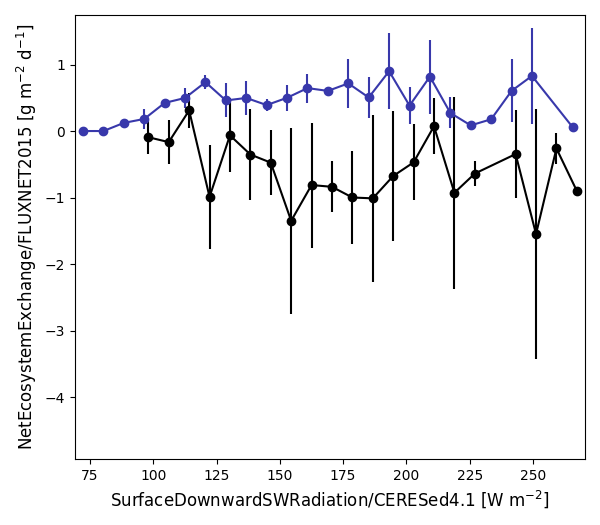 NetEcosystemExchange/FLUXNET2015 [g m⁻² d⁻¹]
1
0
−1
−2
−3
−4
75 100 125 150 175 200 225 250
SurfaceDownwardSWRadiation/CERESed4.1 [W m⁻²]